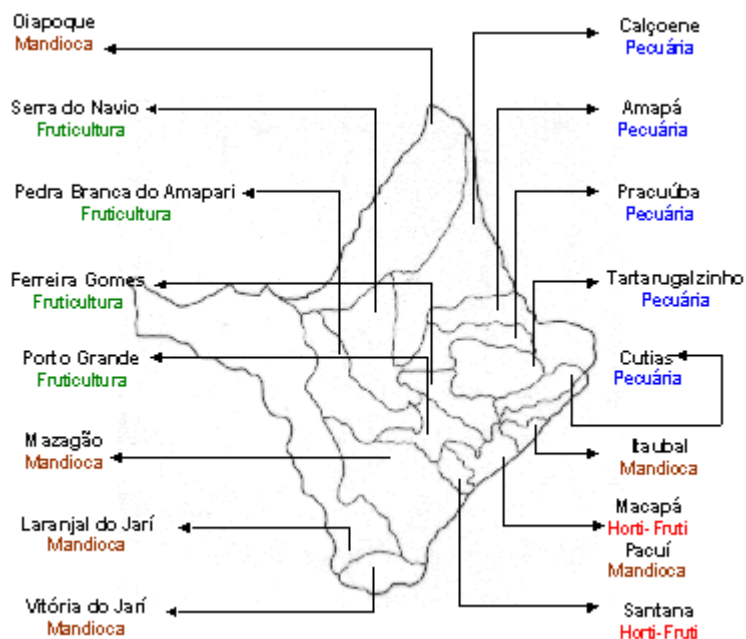 Oiapoque
Mandioca
Serra do Navio
Fruticultura
Pedra Branca do Amapari
Fruticultura
Ferreira Gomes
Fruticultura
Porto Grande
Fruticultura
Mazagão
Mandioca
Laranjal do Jarí
Mandioca
Vitória do Jarí
Mandioca
Calçoene
Pecuária
Amapá
Pecuária
Pracuúba
Pecuária
Tartarugalzinho
Pecuária
Cutias
Pecuária
Itaubal
Mandioca
Macapá
Horti-Fruti
Pacuí
Mandioca
Santana
Horti-Fruti